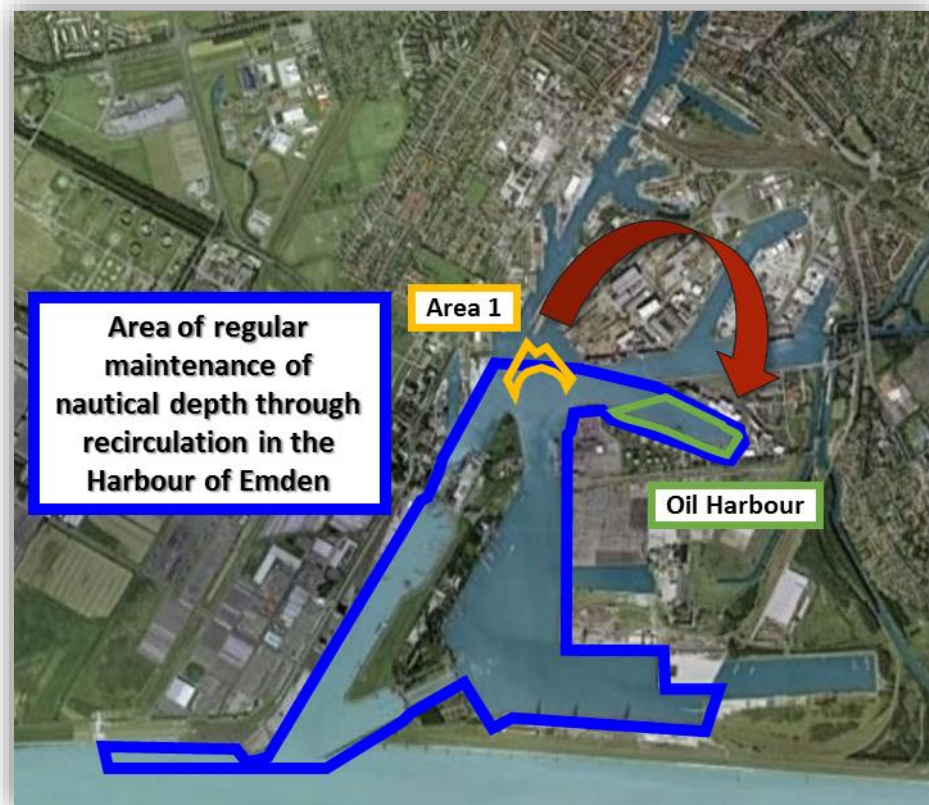 Area 1
Area of regular
maintenance of
nautical depth through
recirculation in the
Harbour of Emden
Oil Harbour